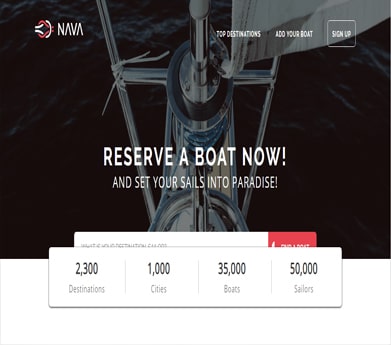 NAVA
TOP DESTINATIONS
ADD YOUR BOAT
SIGN UP
RESERVE A BOAT NOW!
AND SET YOUR SAILS INTO PARADISE!
WHAT IS YOUR DESTINATION, SAILOR?
FIND A BOAT
2,300
1,000
35,000
50,000
Destinations
Cities
Boats
Sailors